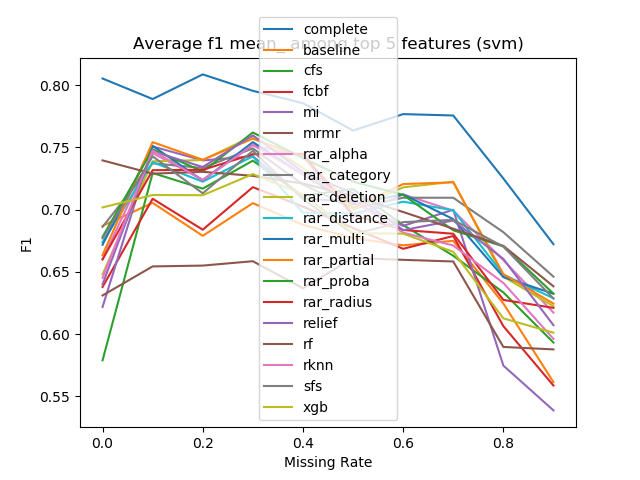 Average f1 mean_ among top 5 features (svm)
complete
baseline
cfs
fcbf
mi
mrmr
rar_alpha
rar_category
rar_deletion
rar_distance
rar_multi
rar_partial
rar_proba
rar_radius
relief
rf
rknn
sfs
xgb
F1
0.80
0.75
0.70
0.65
0.60
0.55
0.0 0.2 0.4 0.6 0.8
Missing Rate